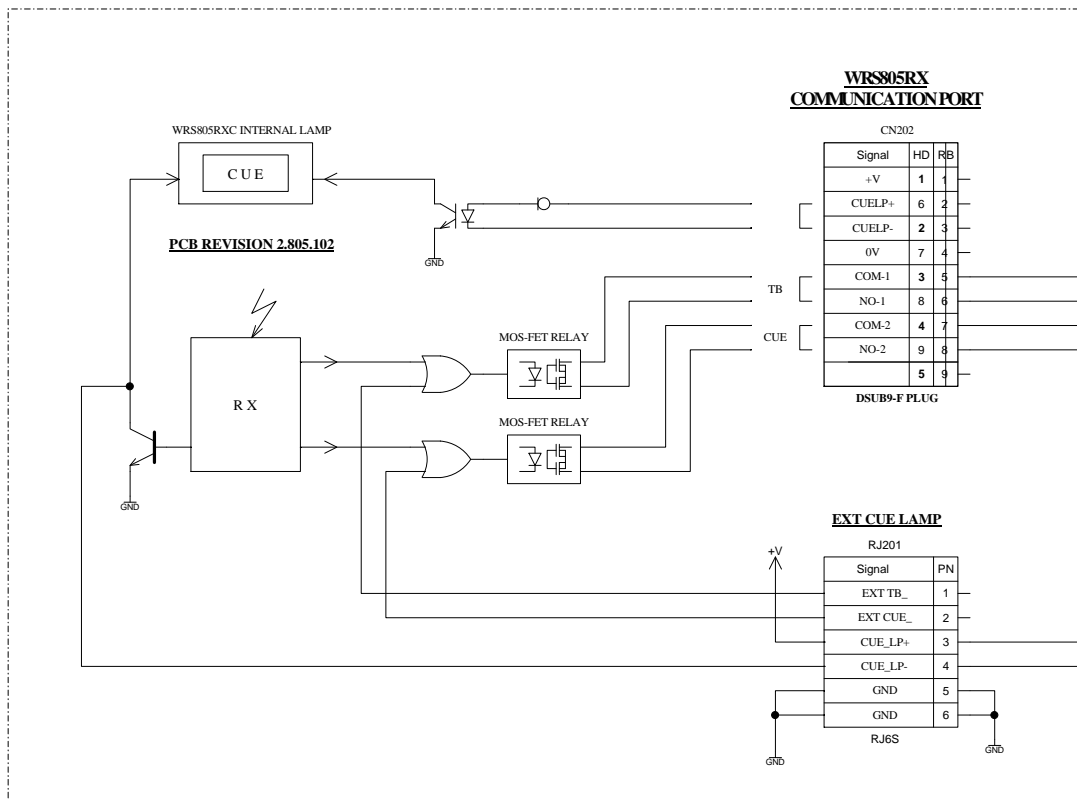 WRS805RX
COMMUNICATION PORT
CN202
WRS805RXC INTERNAL LAMP
CUE
PCB REVISION 2.805.102
GND
Signal HD RB
+V 1 1
CUELP+ 6 2
CUELP- 2 3
0V 7 4
COM-1 3 5
NO-1 8 6
COM-2 4 7
NO-2 9 8
5 9
DSUB9-F PLUG
TB
CUE
MOS-FET RELAY
RX
MOS-FET RELAY
GND
EXT CUE LAMP
RJ201
+V
Signal PN
EXT TB_ 1
EXT CUE_ 2
CUE_LP+ 3
CUE_LP- 4
GND 5
GND 6
RJ6S
GND
GND